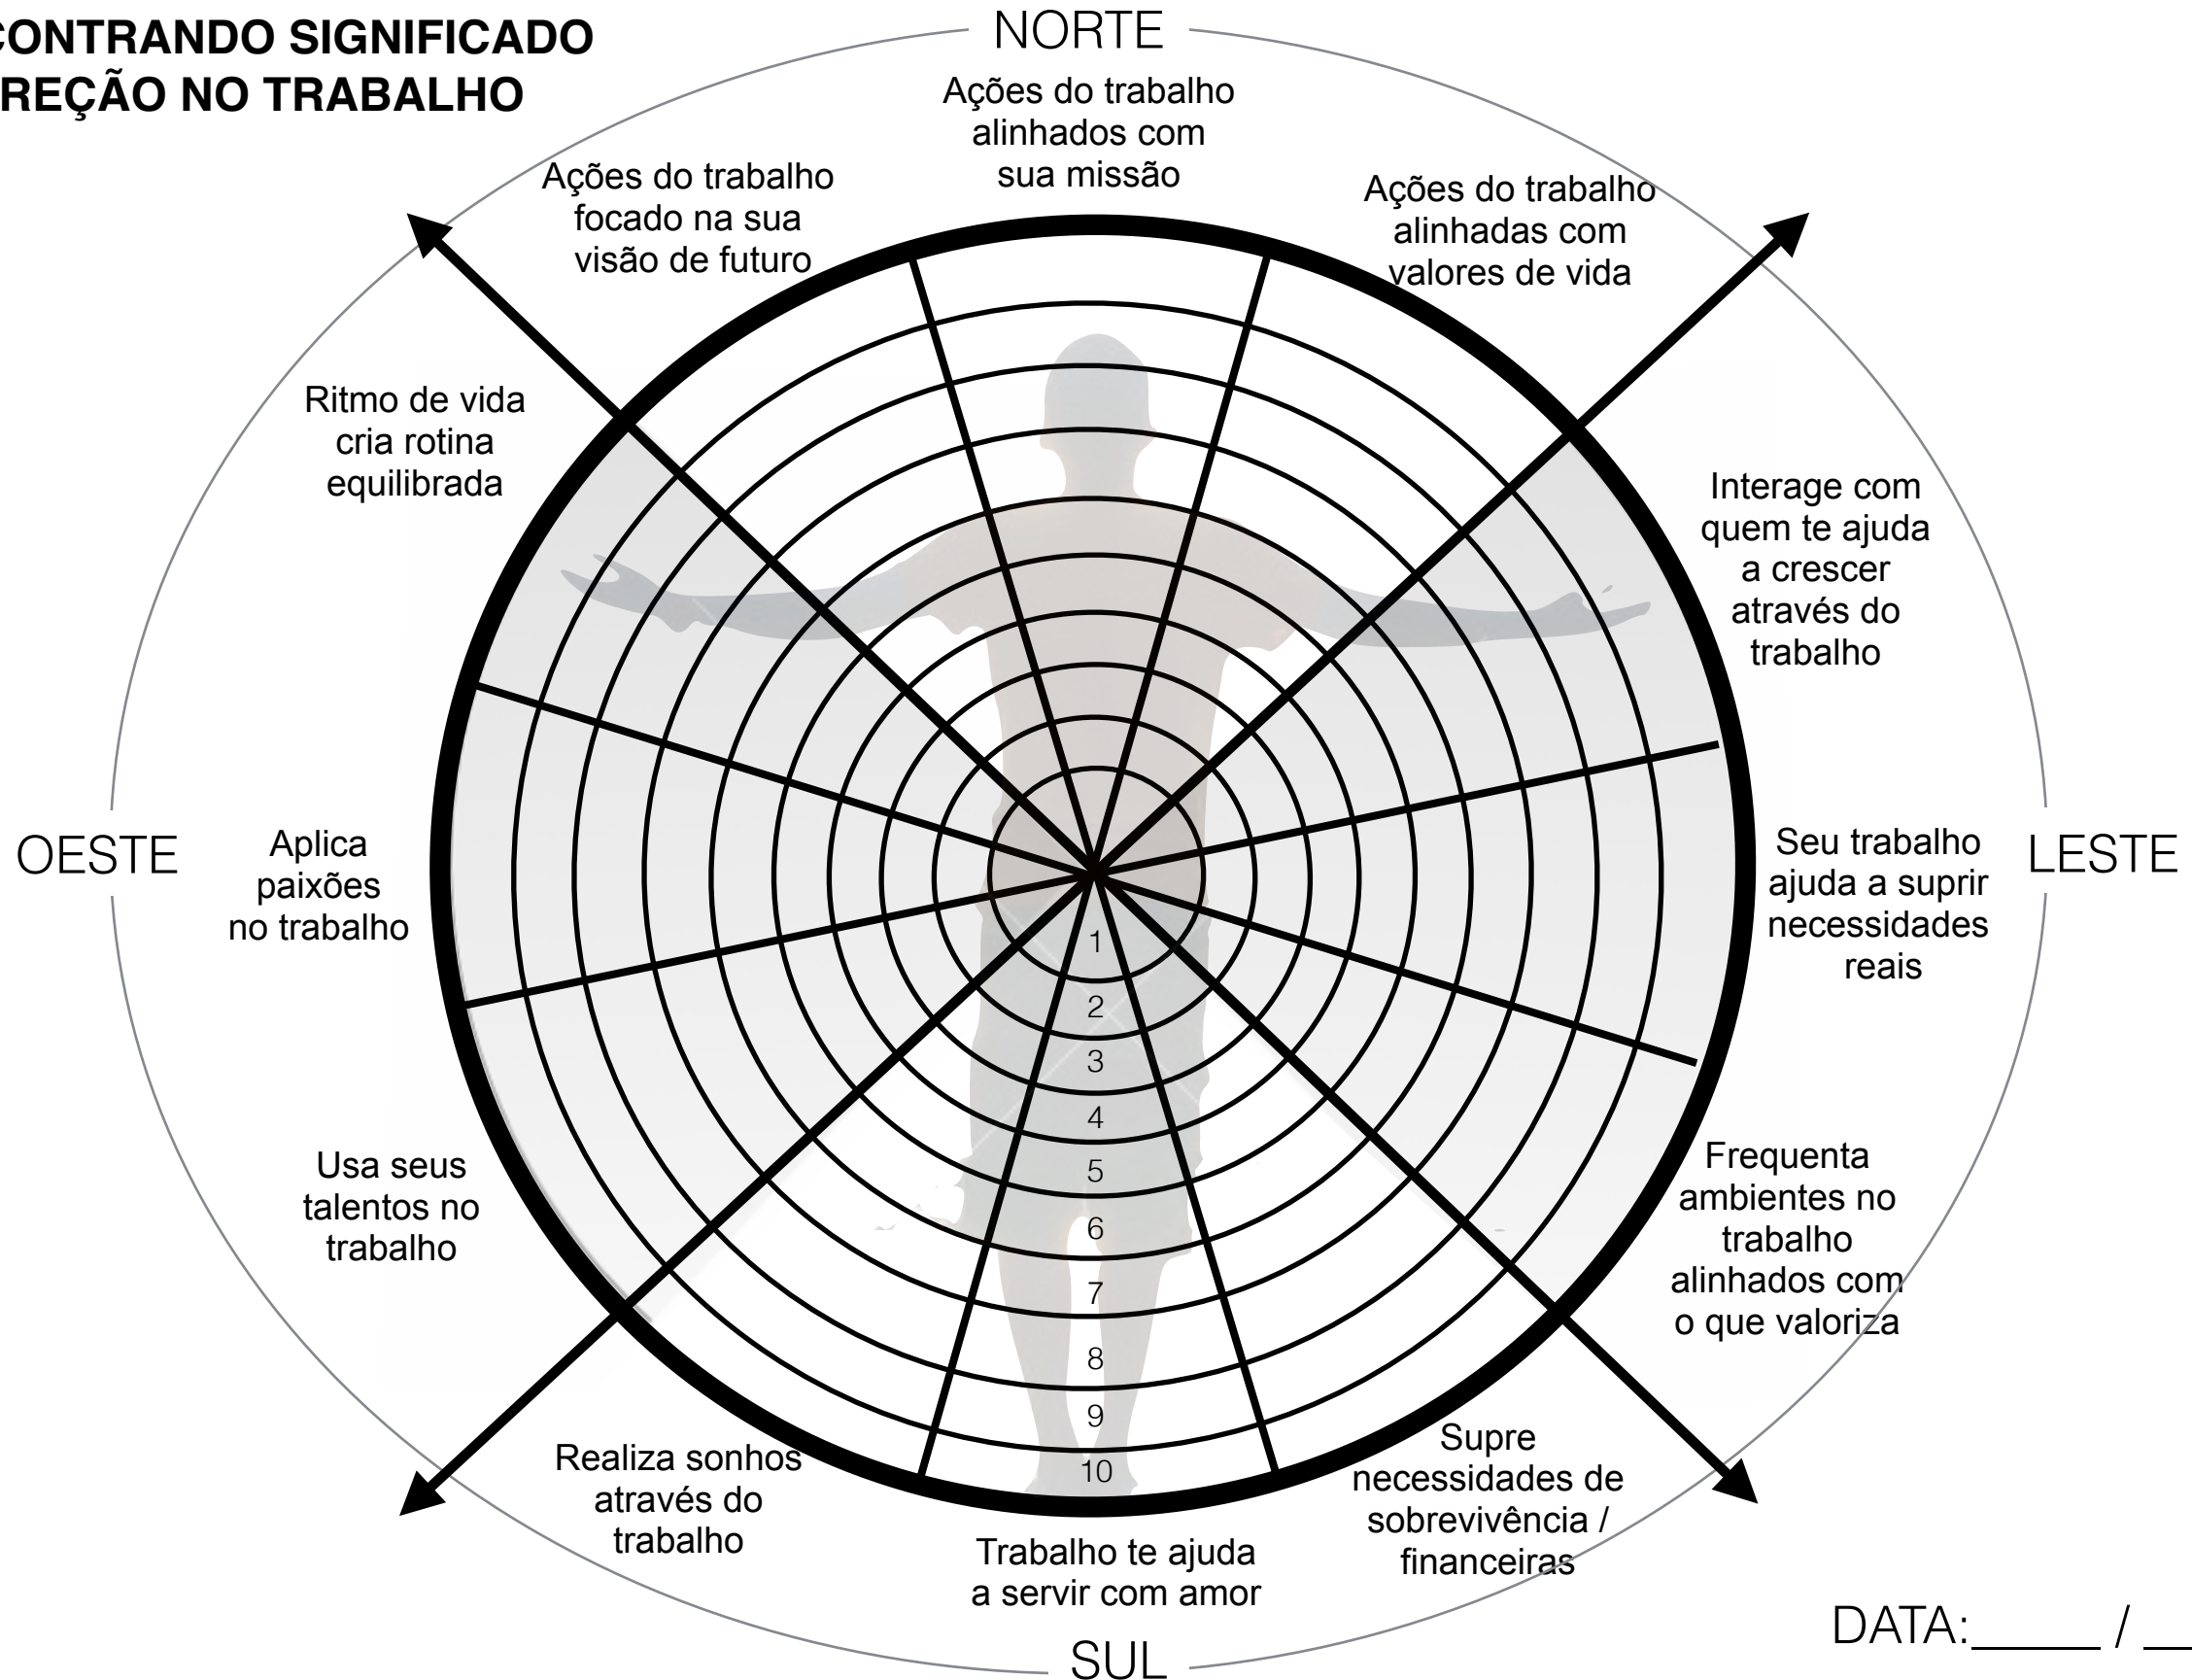 CONTRANDO SIGNIFICADO
REÇÃO NO TRABALHO
NORTE
Ações do trabalho
alinhados com
sua missão
Ações do trabalho
focado na sua
visão de futuro
Ações do trabalho
alinhadas com
valores de vida
Ritmo de vida
cria rotina
equilibrada
Interage com
quem te ajuda
a crescer
através do
trabalho
OESTE
Aplica
paixões
no trabalho
Seu trabalho
ajuda a suprir
necessidades
reais
LESTE
1
2
3
4
5
6
7
8
9
10
Usa seus
talentos no
trabalho
Frequenta
ambientes no
trabalho
alinhados com
o que valoriza
Realiza sonhos
através do
trabalho
Trabalho te ajuda
a servir com amor
Supre
necessidades de
sobrevivência /
financeiras
SUL
DATA:_____ / __